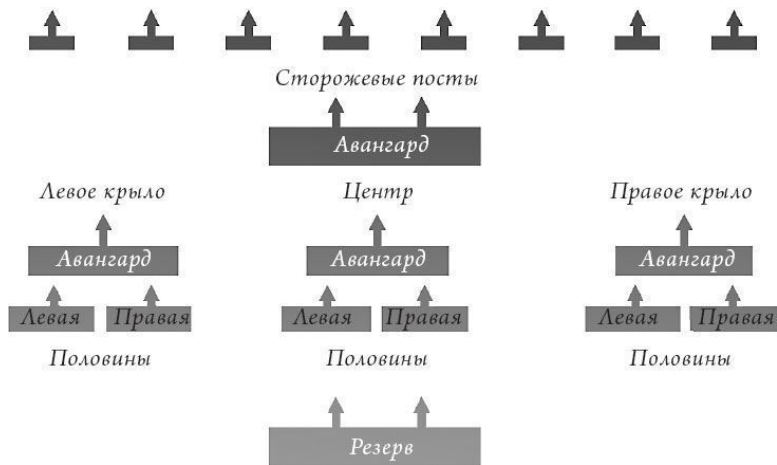 Сторожевые посты
Авангард
Левое крыло Центр Правое крыло
Авангард Авангард Авангард
Левая Правая Левая Правая Левая Правая
Половины Половины Половины
Резерв